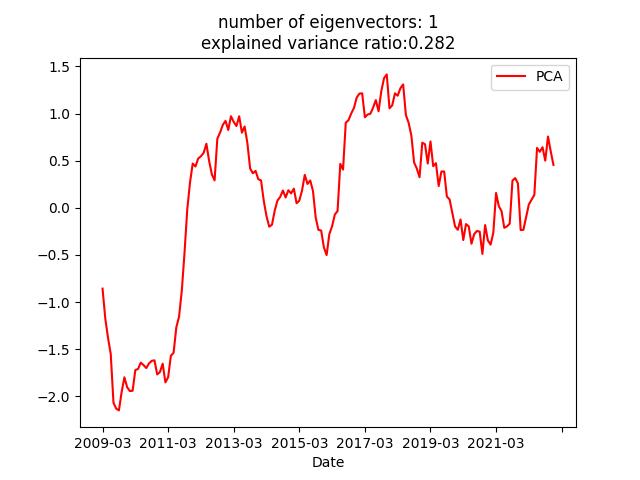 number of eigenvectors: 1
explained variance ratio:0.282
PCA
1.5
1.0
0.5
0.0
−0.5
−1.0
−1.5
−2.0
2009-03 2011-03 2013-03 2015-03 2017-03 2019-03 2021-03
Date